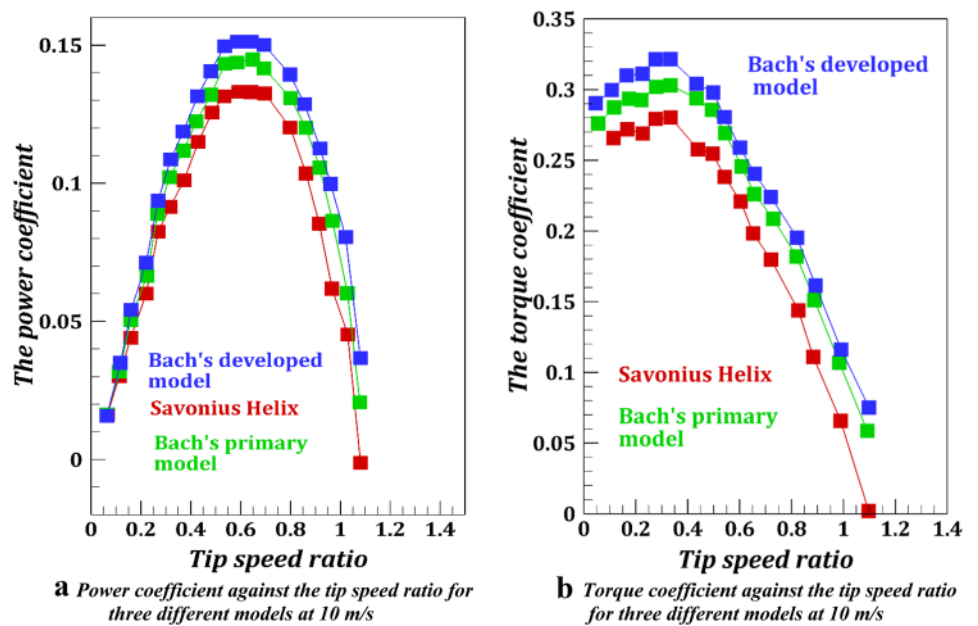 a
The power coefficient
0.15
0.1
0.05
0
Bach's developed
model
Savonius Helix
Bach's primary
model
0 0.2 0.4 0.6 0.8 1 1.2 1.4
Tip speed ratio
a Power coefficient against the tip speed ratio for
three different models at 10 m/s
b
The torque coefficient
0.35
0.3
0.25
0.2
0.15
0.1
0.05
0
Bach's developed
model
Savonius Helix
Bach's primary
model
0 0.2 0.4 0.6 0.8 1 1.2 1.4
Tip speed ratio
b Torque coefficient against the tip speed ratio
for three different models at 10 m/s